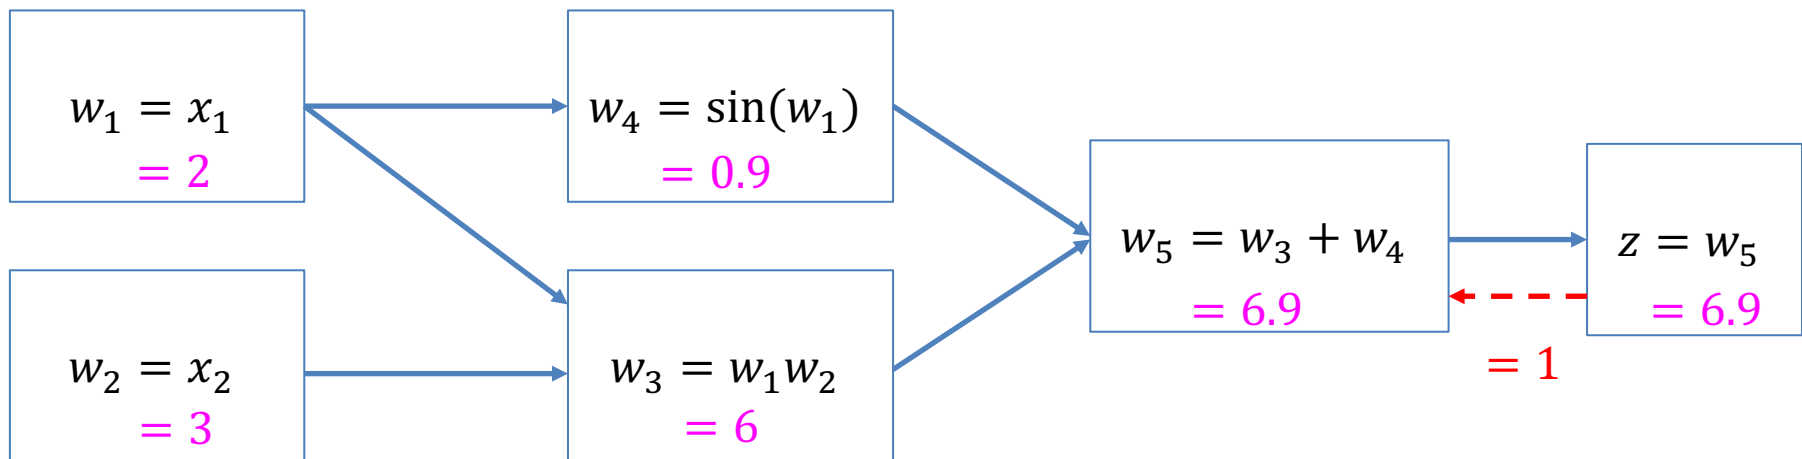 w₁ = x₁
= 2
w₄ = sin(w₁)
= 0.9
w₅ = w₃ + w₄
= 6.9
z = w₅
= 6.9
= 1
w₂ = x₂
= 3
w₃ = w₁w₂
= 6